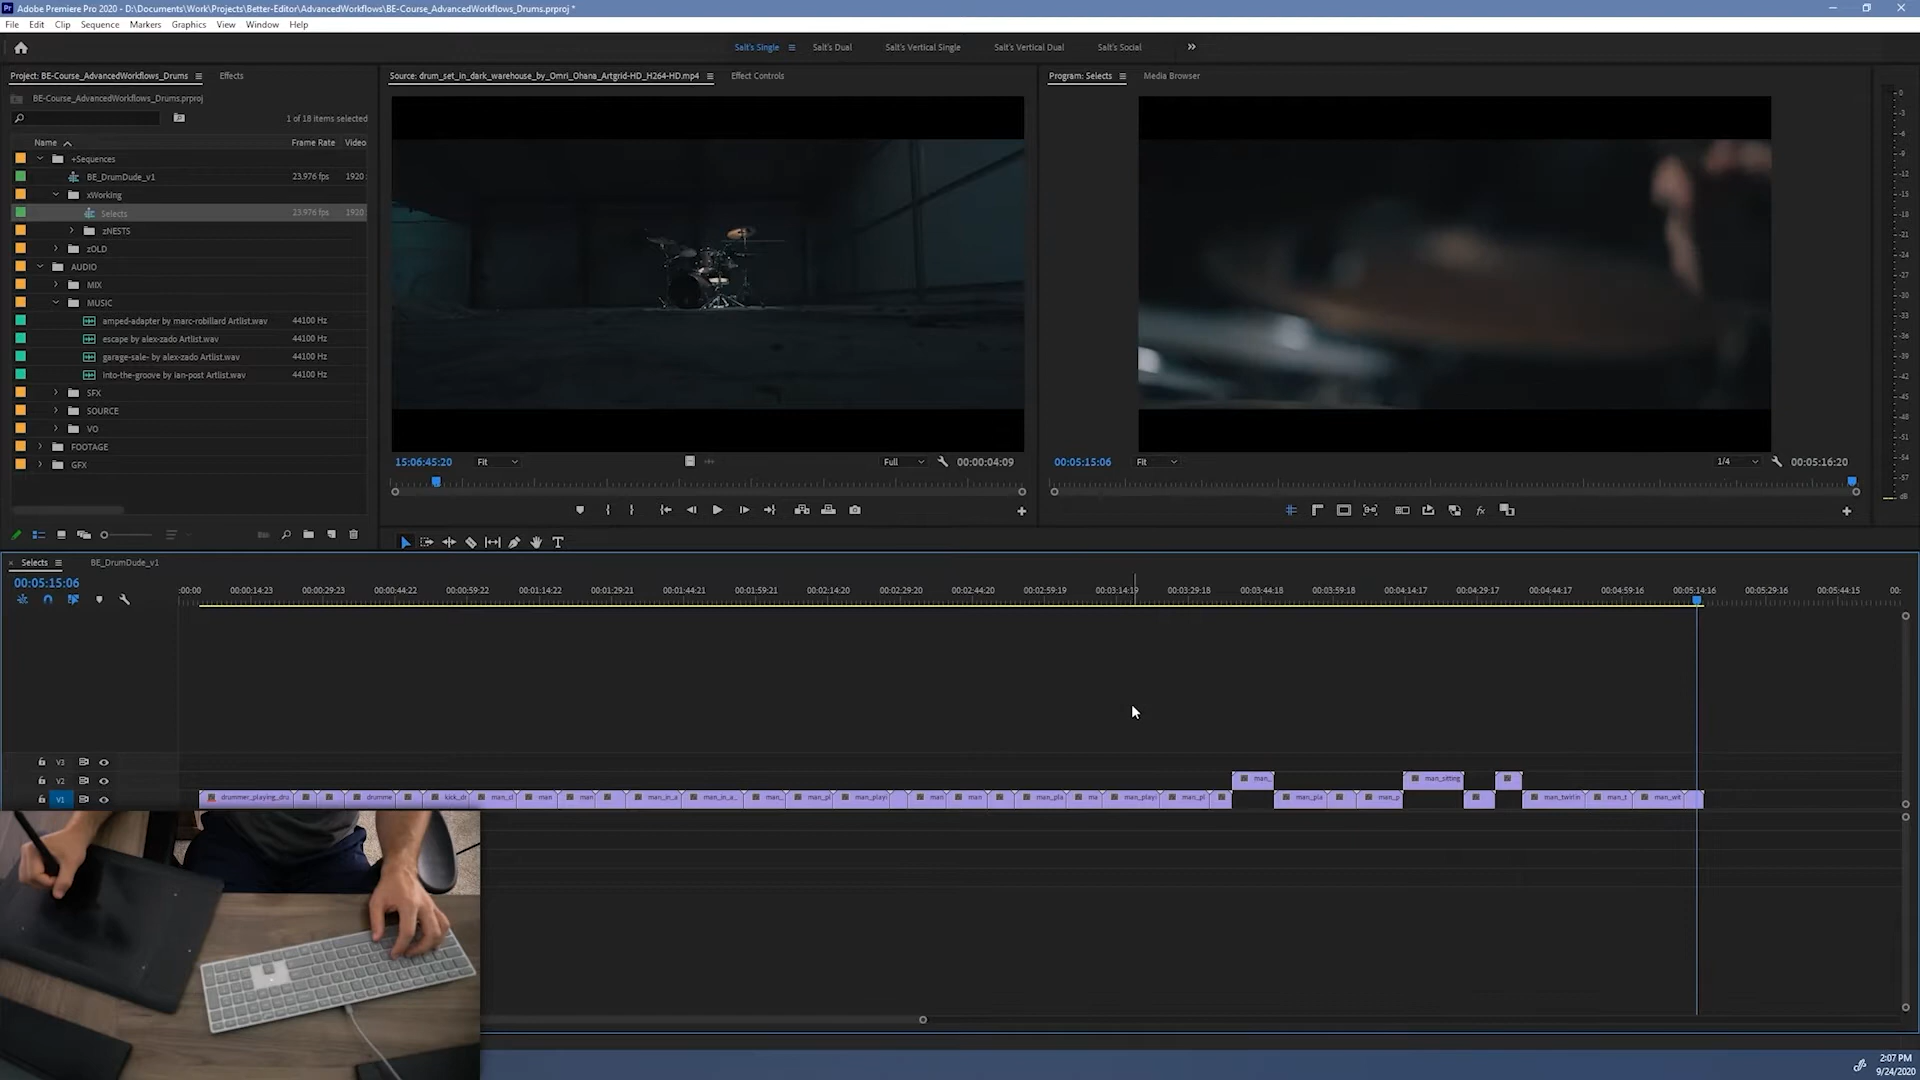 Adobe Premiere Pro 2020 - D:\Documents\Work\Projects\Better-Editor\AdvancedWorkflows\BE-Course_AdvancedWorkflows_Drums.prproj *
File Edit Clip Sequence Markers Graphics View Window Help
Salt's Single Salt's Dual Salt's Vertical Single Salt's Vertical Dual Salt's Social
Project: BE-Course_AdvancedWorkflows_Drums Effects
Source: drum_set_in_dark_warehouse_by_Omri_Ohana_Artgrid-HD_H264-HD.mp4 Effect Controls
Program: Selects Media Browser
BE-Course_AdvancedWorkflows_Drums.prproj
1 of 18 items selected
Name Frame Rate Video
+Sequences
BE_DrumDude_v1 23.976 fps 1920
xWorking
Selects 23.976 fps 1920
zNESTS
zOLD
AUDIO
MIX
MUSIC
amped-adapter by marc-robillard Artlist.wav 44100 Hz
escape by alex-zado Artlist.wav 44100 Hz
garage-sale- by alex-zado Artlist.wav 44100 Hz
into-the-groove by ian-post Artlist.wav 44100 Hz
SFX
SOURCE
VO
FOOTAGE
GFX
15:06:45:20 Fit Full 00:00:04:09
00:05:15:06 Fit 1/4 00:05:16:20
Selects BE_DrumDude_v1
00:05:15:06
:00:00 00:00:14:23 00:00:29:23 00:00:44:22 00:00:59:22 00:01:14:22 00:01:29:21 00:01:44:21 00:01:59:21 00:02:14:20 00:02:29:20 00:02:44:20 00:02:59:19 00:03:14:19 00:03:29:18 00:03:44:18 00:03:59:18 00:04:14:17 00:04:29:17 00:04:44:17 00:04:59:16 00:05:14:16 00:05:29:16 00:05:44:15 00:
V3
V2 man_ man_sitting
V1 drummer_playing_dru drumme kick_dr man_cl man man man_in_a man_in_a_ man_ man_pl man_playi man man man_pla ma man_playi man_pl man_pla man_p man_twirlin man_t man_wit
2:07 PM
9/24/2020